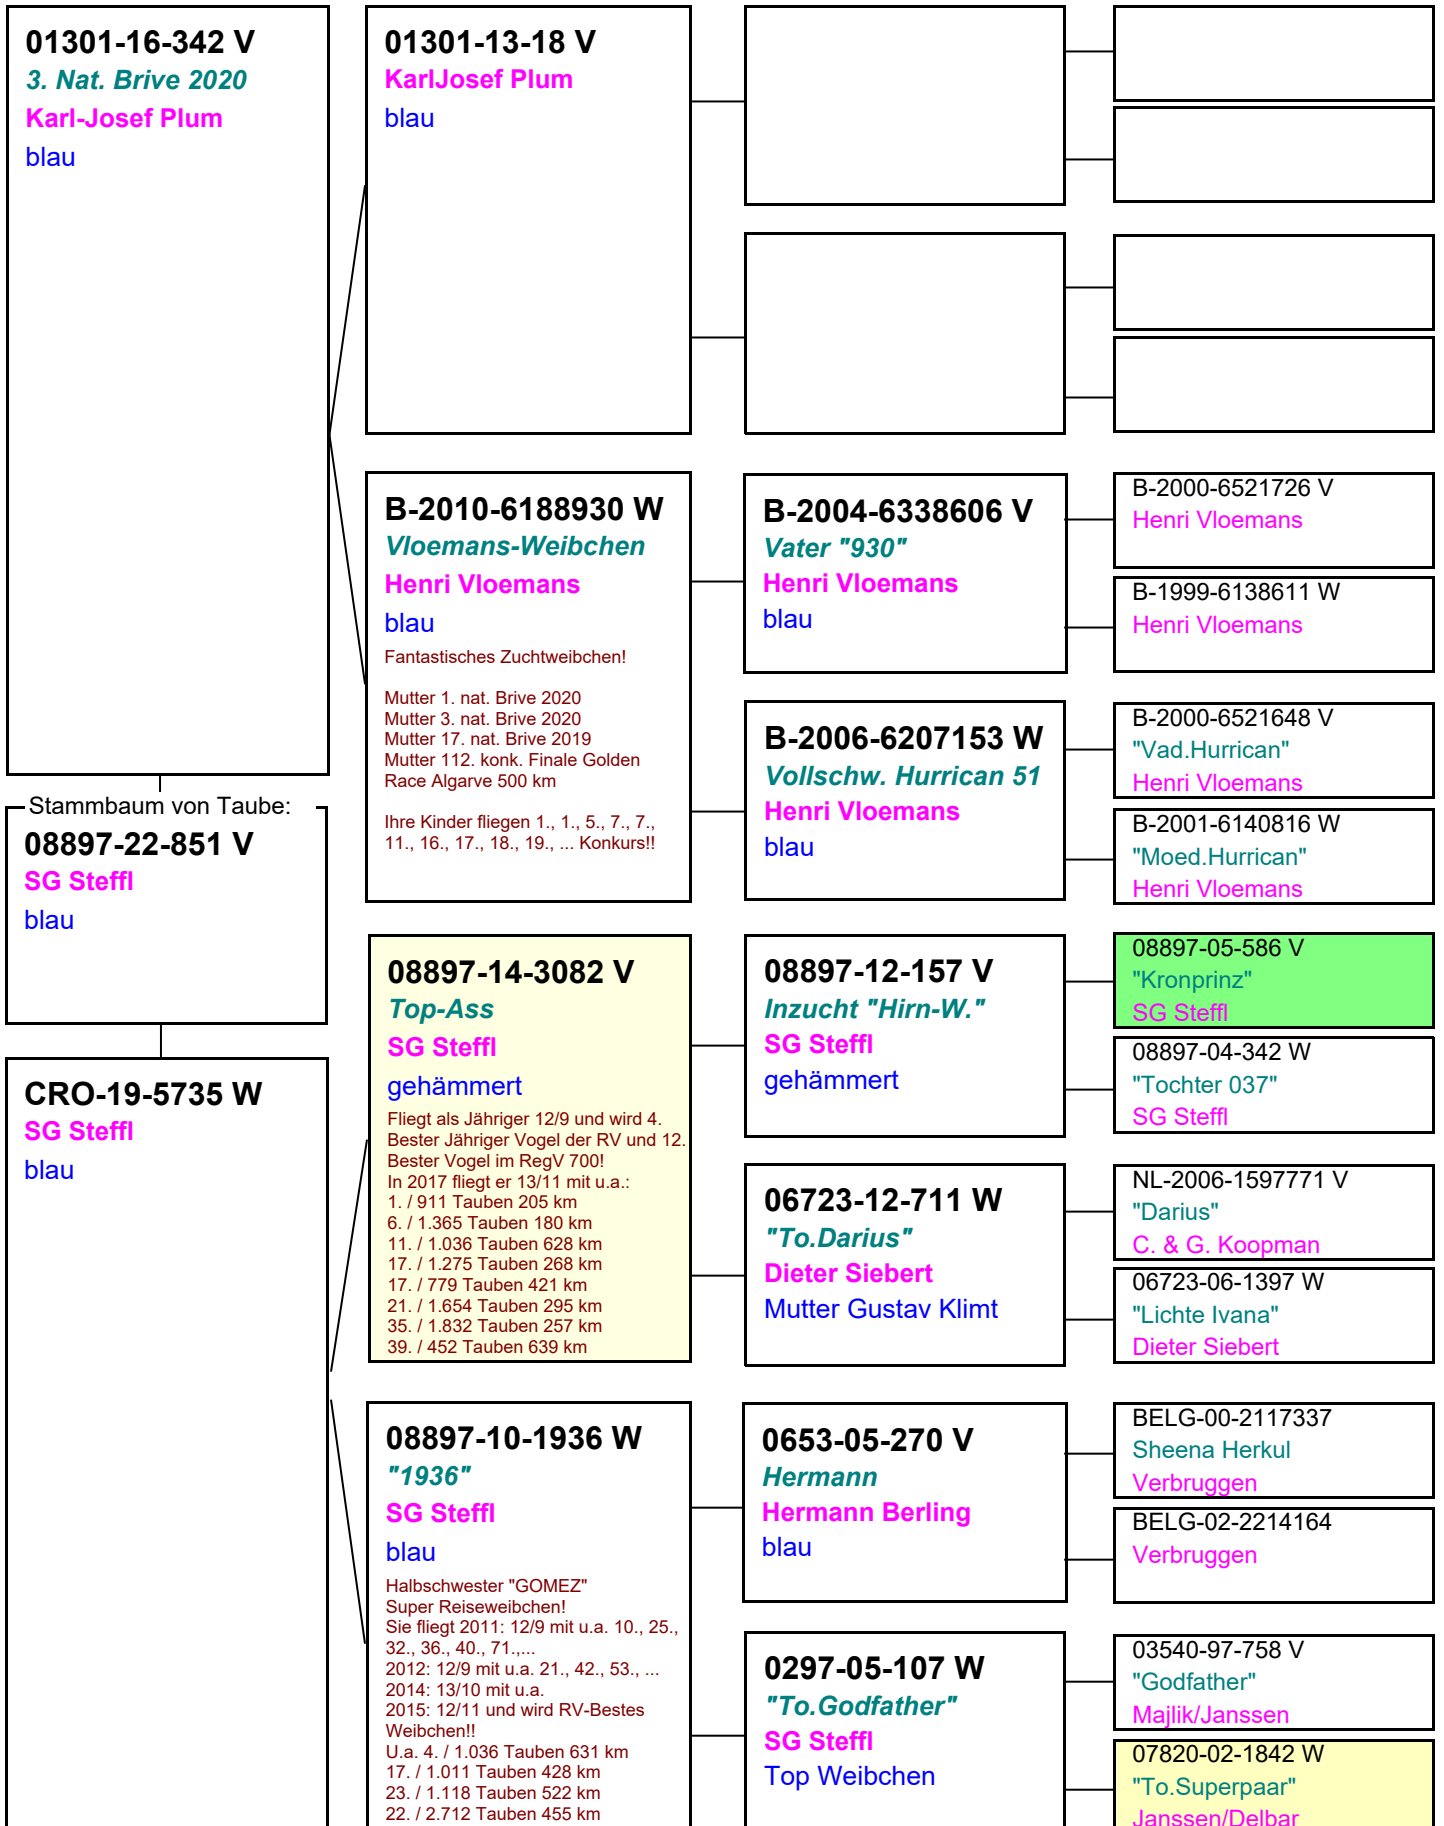 01301-16-342 V
3. Nat. Brive 2020
Karl-Josef Plum
blau
Stammbaum von Taube:
08897-22-851 V
SG Steffl
blau
CRO-19-5735 W
SG Steffl
blau
01301-13-18 V
KarlJosef Plum
blau
B-2010-6188930 W
Vloemans-Weibchen
Henri Vloemans
blau
Fantastisches Zuchtweibchen!
Mutter 1. nat. Brive 2020
Mutter 3. nat. Brive 2020
Mutter 17. nat. Brive 2019
Mutter 112. konk. Finale Golden
Race Algarve 500 km
Ihre Kinder fliegen 1., 1., 5., 7., 7.,
11., 16., 17., 18., 19., ... Konkurs!!
08897-14-3082 V
Top-Ass
SG Steffl
gehämmert
Fliegt als Jähriger 12/9 und wird 4.
Bester Jähriger Vogel der RV und 12.
Bester Vogel im RegV 700!
In 2017 fliegt er 13/11 mit u.a.:
1. / 911 Tauben 205 km
6. / 1.365 Tauben 180 km
11. / 1.036 Tauben 628 km
17. / 1.275 Tauben 268 km
17. / 779 Tauben 421 km
21. / 1.654 Tauben 295 km
35. / 1.832 Tauben 257 km
39. / 452 Tauben 639 km
08897-10-1936 W
"1936"
SG Steffl
blau
Halbschwester "GOMEZ"
Super Reiseweibchen!
Sie fliegt 2011: 12/9 mit u.a. 10., 25.,
32., 36., 40., 71.,...
2012: 12/9 mit u.a. 21., 42., 53., ...
2014: 13/10 mit u.a.
2015: 12/11 und wird RV-Bestes
Weibchen!!
U.a. 4. / 1.036 Tauben 631 km
17. / 1.011 Tauben 428 km
23. / 1.118 Tauben 522 km
22. / 2.712 Tauben 455 km
B-2004-6338606 V
Vater "930"
Henri Vloemans
blau
B-2006-6207153 W
Vollschw. Hurrican 51
Henri Vloemans
blau
08897-12-157 V
Inzucht "Hirn-W."
SG Steffl
gehämmert
06723-12-711 W
"To.Darius"
Dieter Siebert
Mutter Gustav Klimt
0653-05-270 V
Hermann
Hermann Berling
blau
0297-05-107 W
"To.Godfather"
SG Steffl
Top Weibchen
B-2000-6521726 V
Henri Vloemans
B-1999-6138611 W
Henri Vloemans
B-2000-6521648 V
"Vad.Hurrican"
Henri Vloemans
B-2001-6140816 W
"Moed.Hurrican"
Henri Vloemans
08897-05-586 V
"Kronprinz"
SG Steffl
08897-04-342 W
"Tochter 037"
SG Steffl
NL-2006-1597771 V
"Darius"
C. & G. Koopman
06723-06-1397 W
"Lichte Ivana"
Dieter Siebert
BELG-00-2117337
Sheena Herkul
Verbruggen
BELG-02-2214164
Verbruggen
03540-97-758 V
"Godfather"
Majlik/Janssen
07820-02-1842 W
"To.Superpaar"
Janssen/Delbar